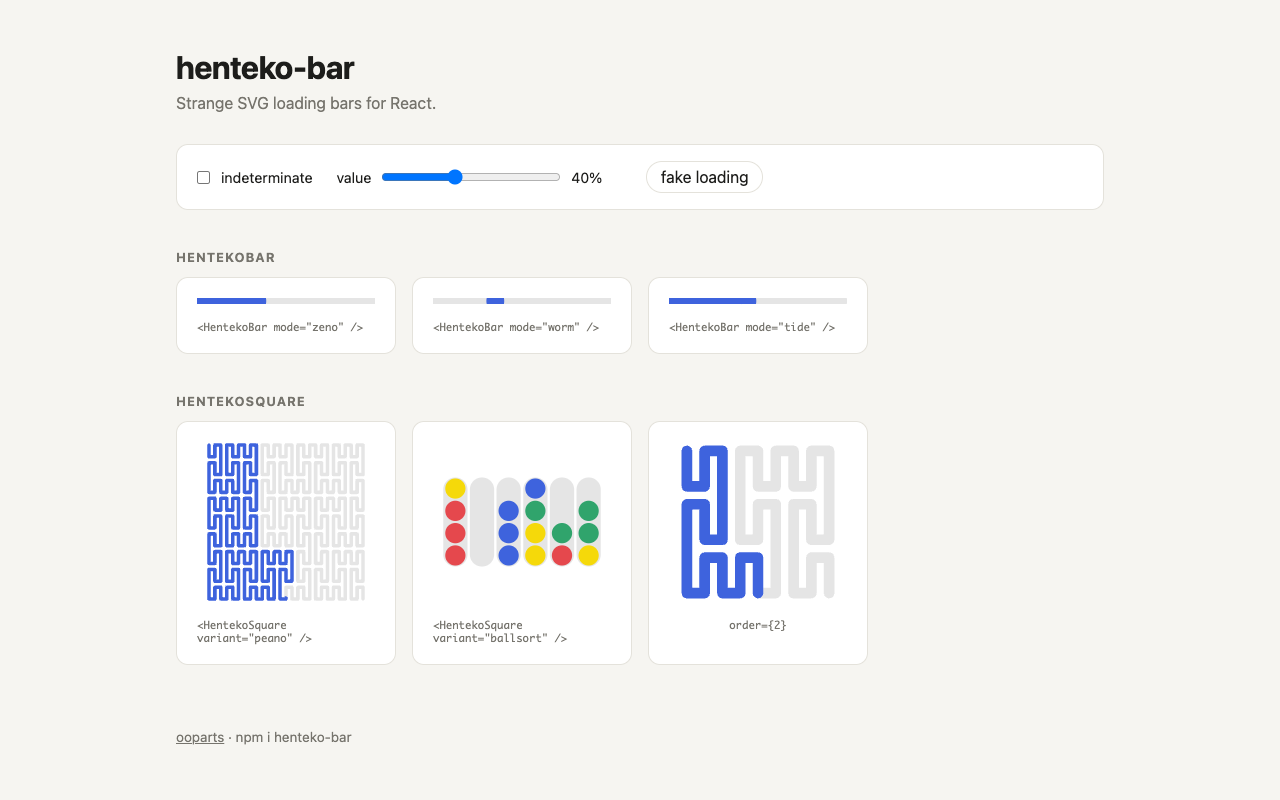 henteko-bar
Strange SVG loading bars for React.
indeterminate value 40% fake loading
HENTEKOBAR
<HentekoBar mode="zeno" /> <HentekoBar mode="worm" /> <HentekoBar mode="tide" />
HENTEKOSQUARE
<HentekoSquare
variant="peano" />
<HentekoSquare
variant="ballsort" />
order={2}
ooparts · npm i henteko-bar